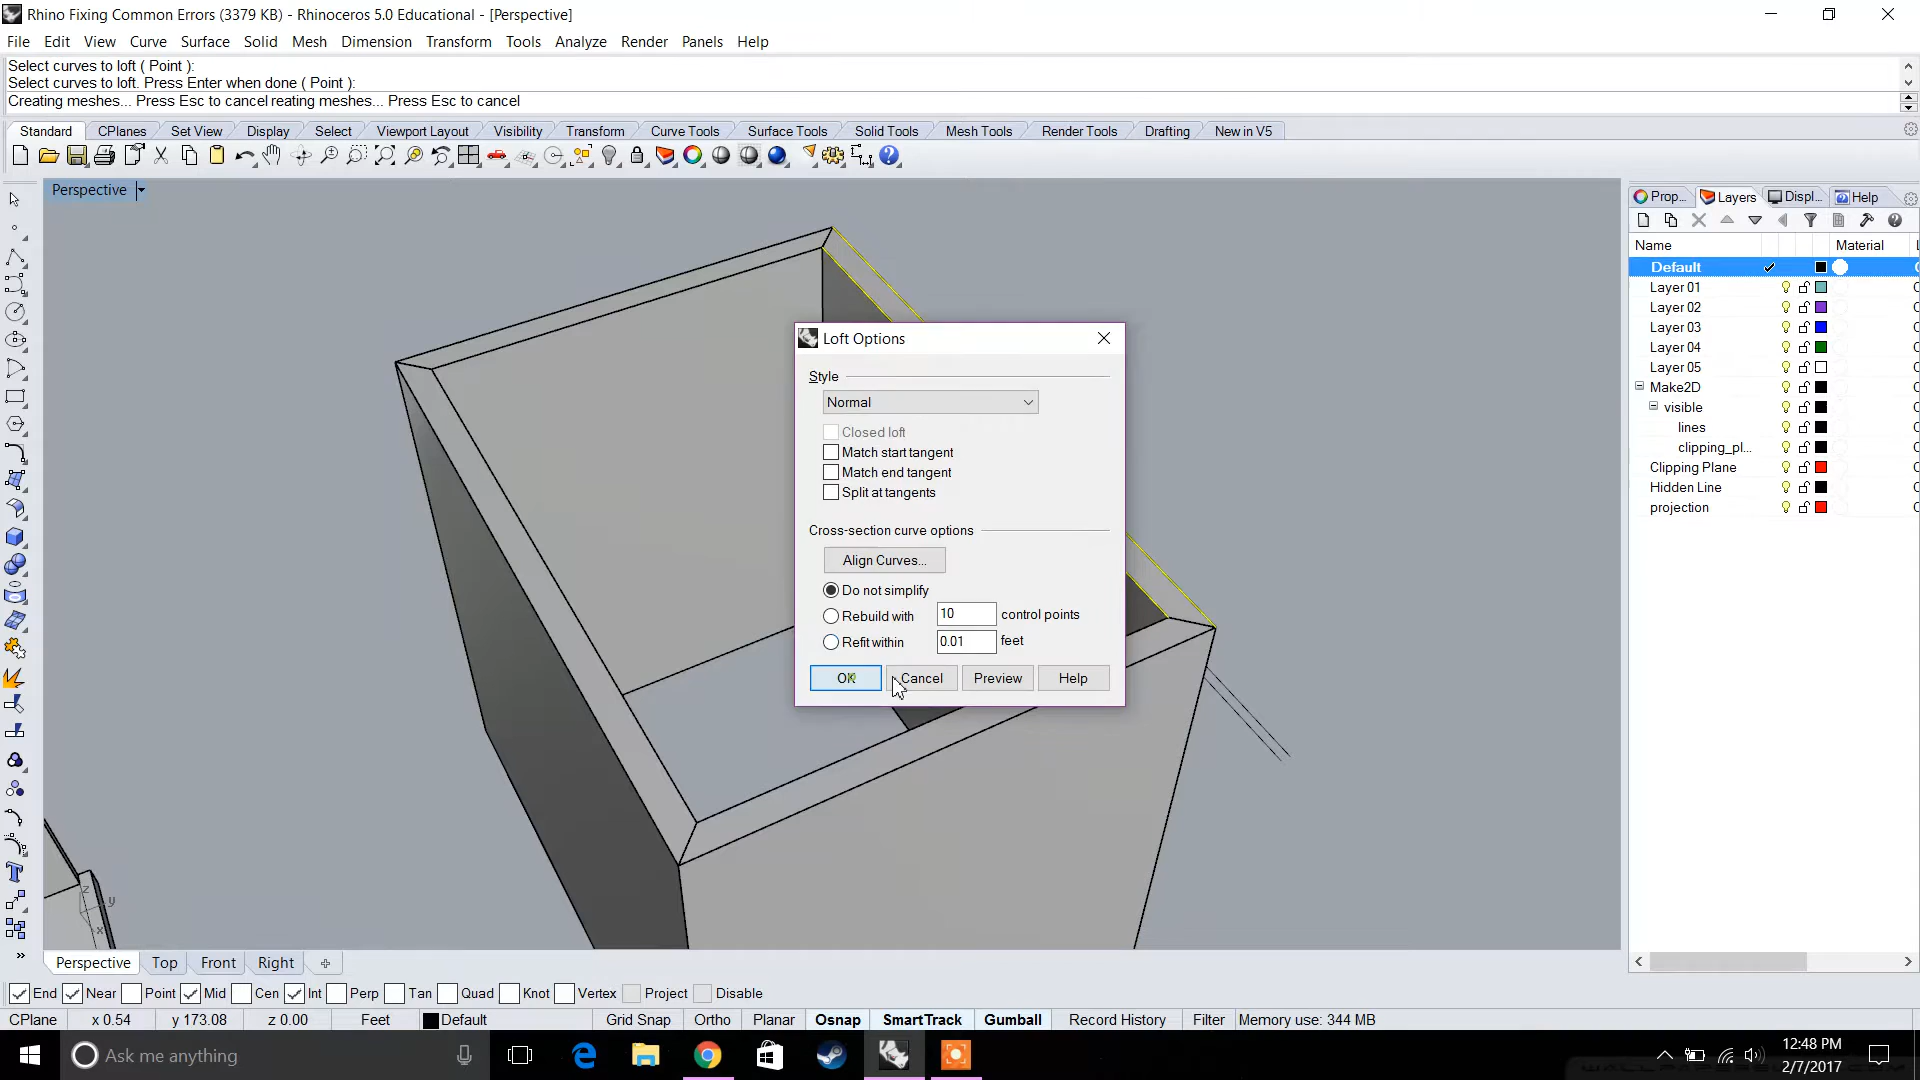 Rhino Fixing Common Errors (3379 KB) - Rhinoceros 5.0 Educational - [Perspective]
File Edit View Curve Surface Solid Mesh Dimension Transform Tools Analyze Render Panels Help
Select curves to loft ( Point ):
Select curves to loft. Press Enter when done ( Point ):
Creating meshes... Press Esc to cancel reating meshes... Press Esc to cancel
Standard CPlanes Set View Display Select Viewport Layout Visibility Transform Curve Tools Surface Tools Solid Tools Mesh Tools Render Tools Drafting New in V5
Perspective
Prop... Layers Displ... Help
Name Material
Default
Layer 01
Layer 02
Layer 03
Layer 04
Layer 05
Make2D
visible
lines
clipping_pl...
Clipping Plane
Hidden Line
projection
Loft Options
Style
Normal
Closed loft
Match start tangent
Match end tangent
Split at tangents
Cross-section curve options
Align Curves...
Do not simplify
Rebuild with 10 control points
Refit within 0.01 feet
OK Cancel Preview Help
z
y
x
Perspective Top Front Right
End Near Point Mid Cen Int Perp Tan Quad Knot Vertex Project Disable
CPlane x 0.54 y 173.08 z 0.00 Feet Default Grid Snap Ortho Planar Osnap SmartTrack Gumball Record History Filter Memory use: 344 MB
Ask me anything
12:48 PM
2/7/2017